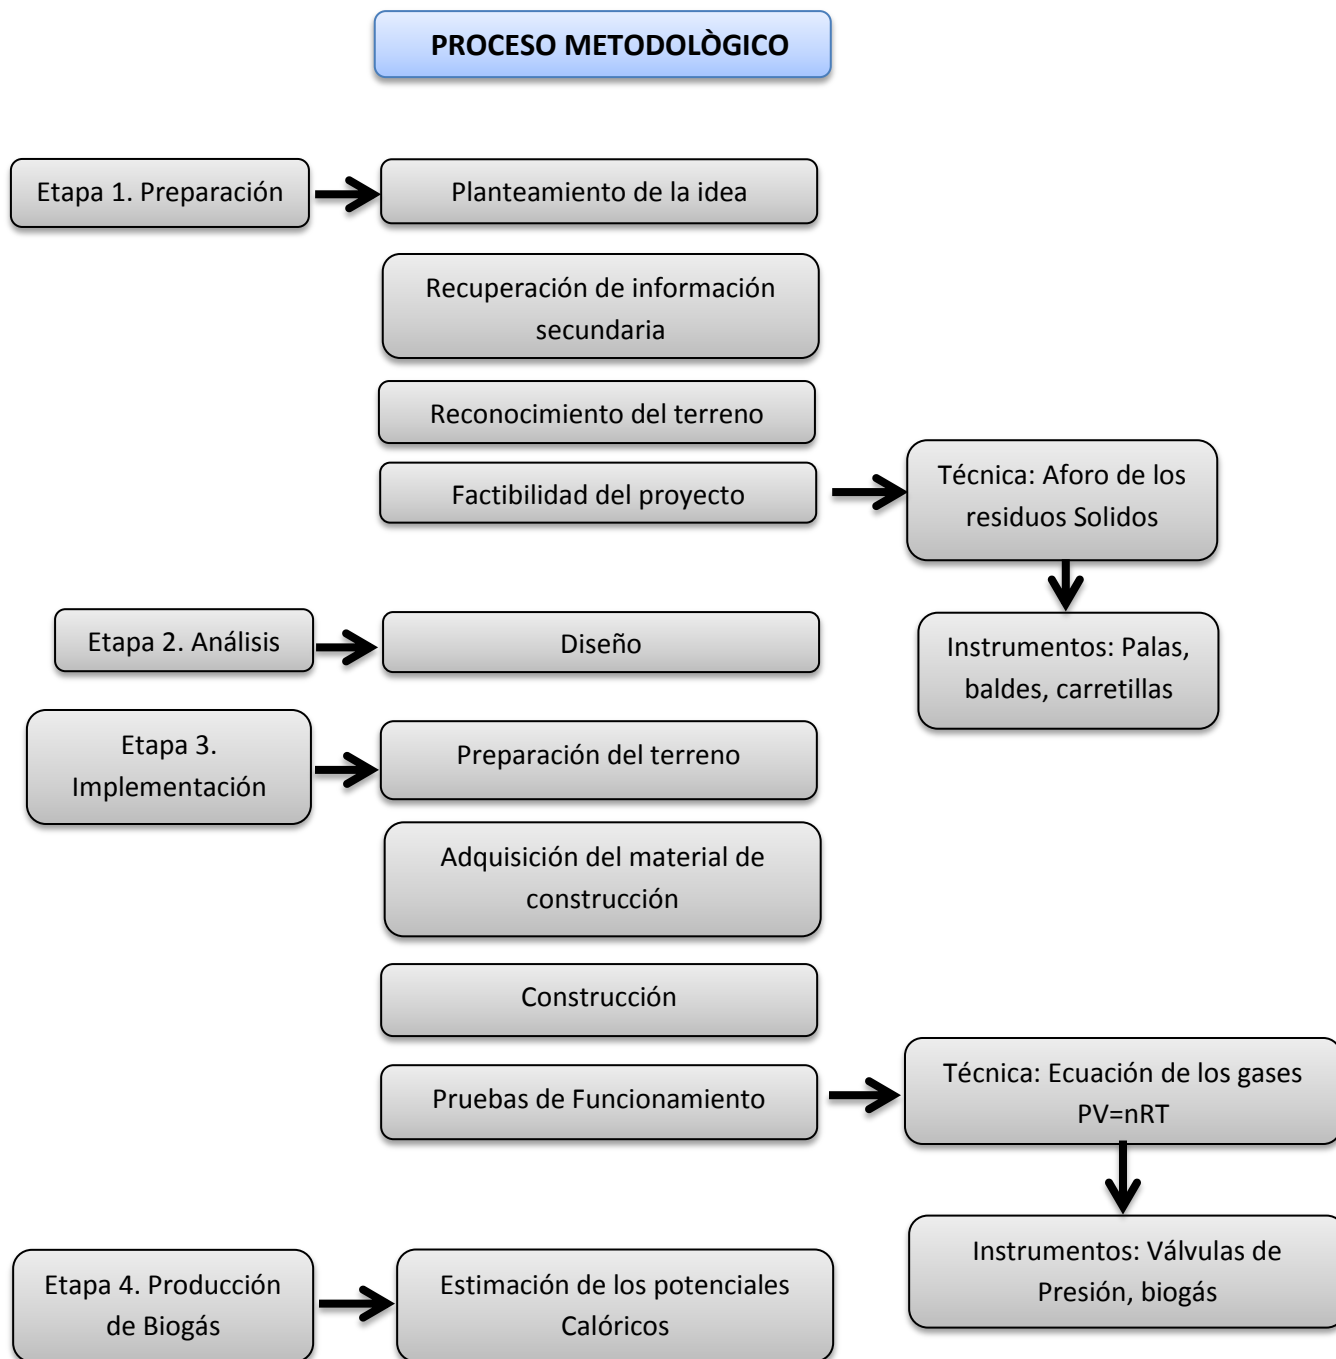 PROCESO METODOLÒGICO
Etapa 1. Preparación
Planteamiento de la idea
Recuperación de información
secundaria
Reconocimiento del terreno
Factibilidad del proyecto
Técnica: Aforo de los
residuos Solidos
Instrumentos: Palas,
baldes, carretillas
Etapa 2. Análisis
Diseño
Etapa 3.
Implementación
Preparación del terreno
Adquisición del material de
construcción
Construcción
Pruebas de Funcionamiento
Técnica: Ecuación de los gases
PV=nRT
Instrumentos: Válvulas de
Presión, biogás
Etapa 4. Producción
de Biogás
Estimación de los potenciales
Calóricos